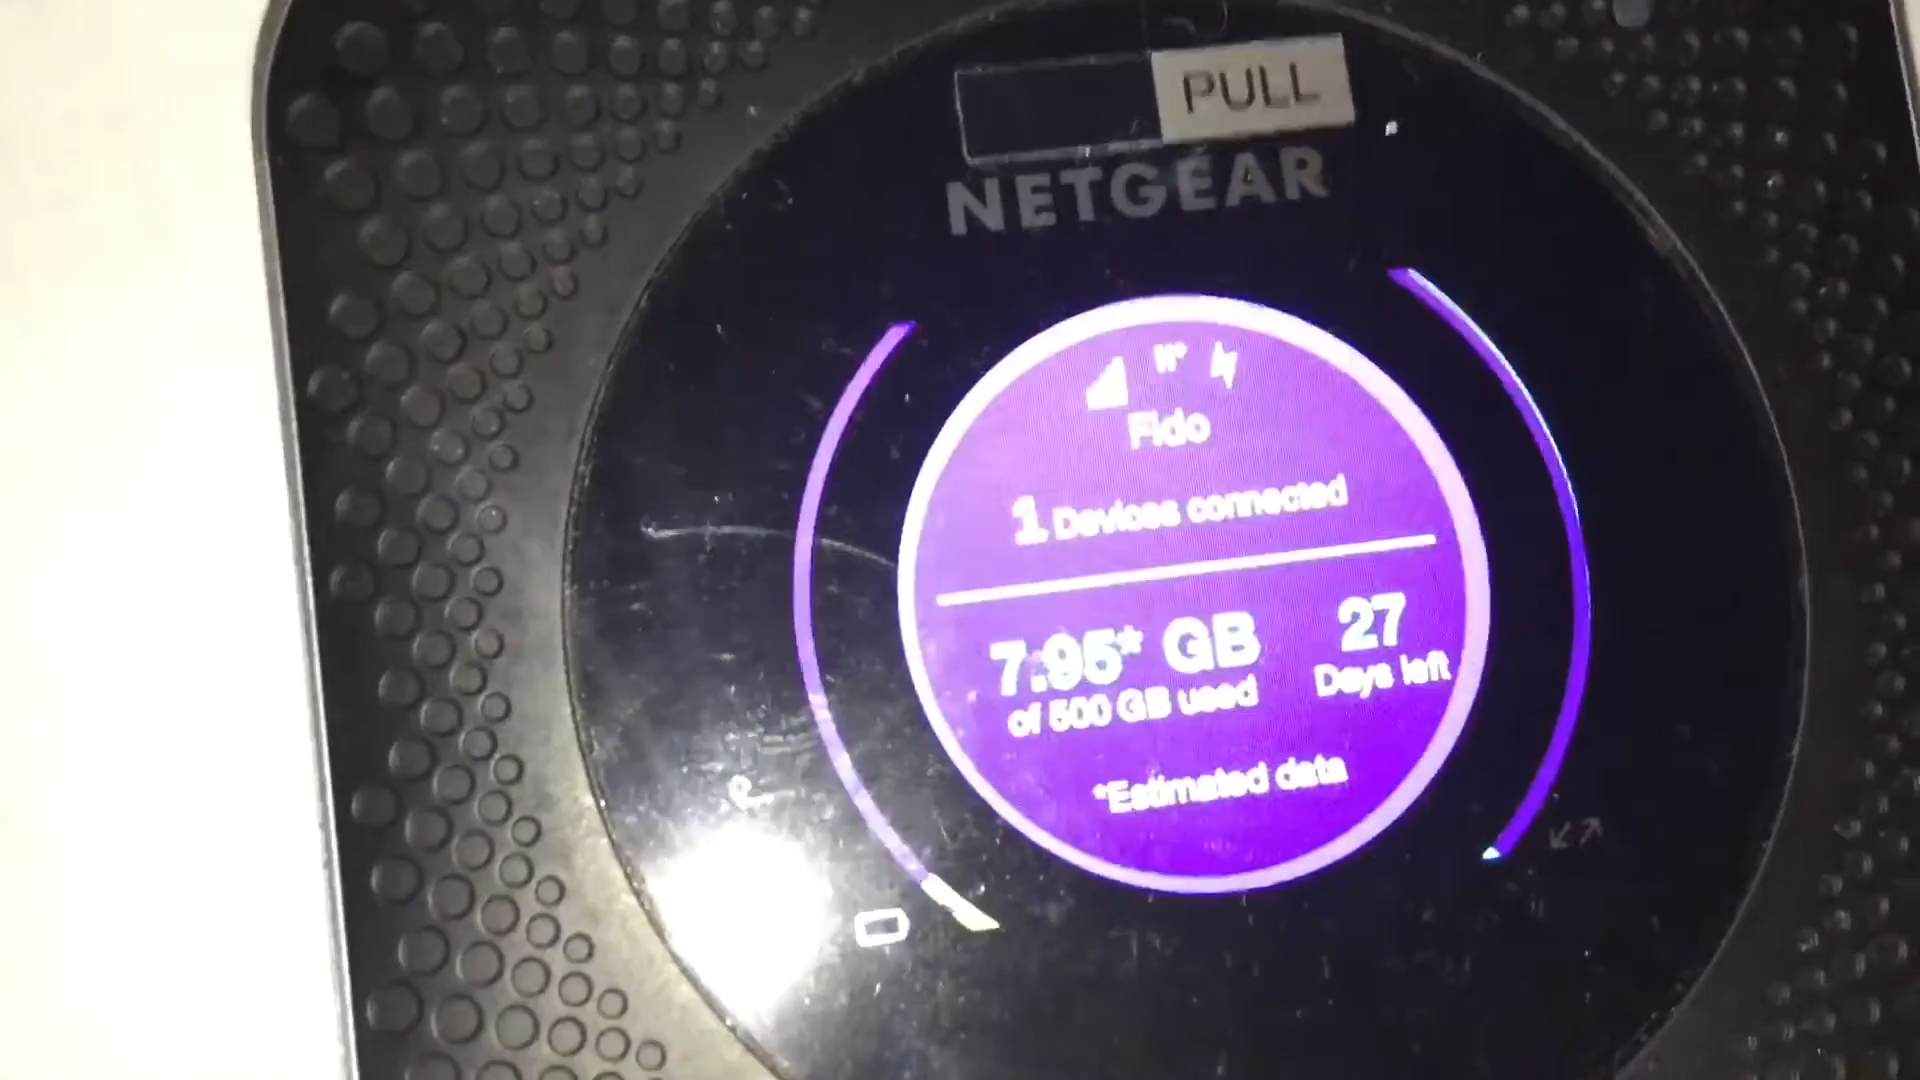 PULL
NETGEAR
H+
Fido
1 Devices connected
7.95* GB
of 500 GB used
27
Days left
*Estimated data